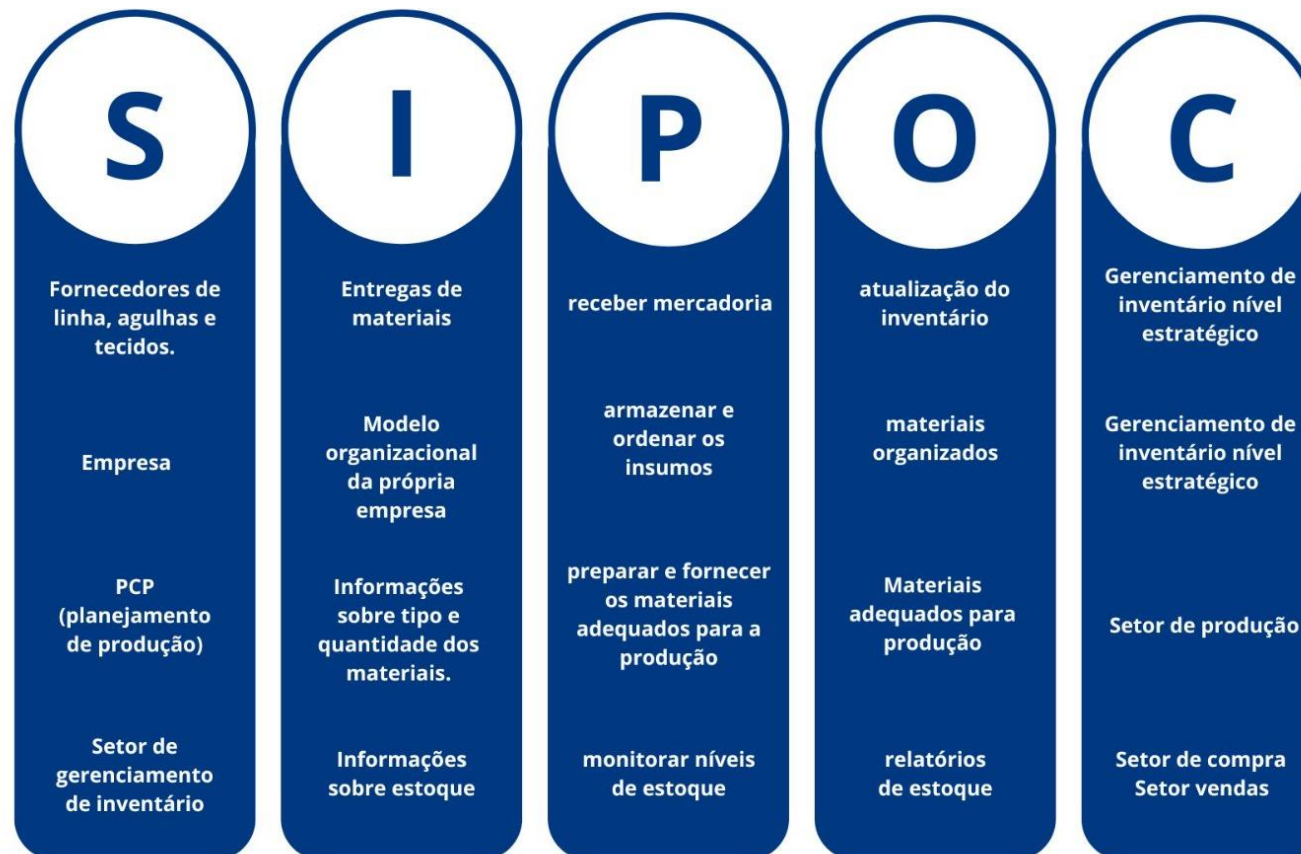 S
I
P
O
C
Fornecedores de
linha, agulhas e
tecidos.
Entregas de
materiais
receber mercadoria
atualização do
inventário
Gerenciamento de
inventário nível
estratégico
Empresa
Modelo
organizacional
da própria
empresa
armazenar e
ordenar os
insumos
materiais
organizados
Gerenciamento de
inventário nível
estratégico
PCP
(planejamento
de produção)
Informações
sobre tipo e
quantidade dos
materiais.
preparar e fornecer
os materiais
adequados para a
produção
Materiais
adequados para
produção
Setor de produção
Setor de
gerenciamento
de inventário
Informações
sobre estoque
monitorar níveis
de estoque
relatórios
de estoque
Setor de compra
Setor vendas